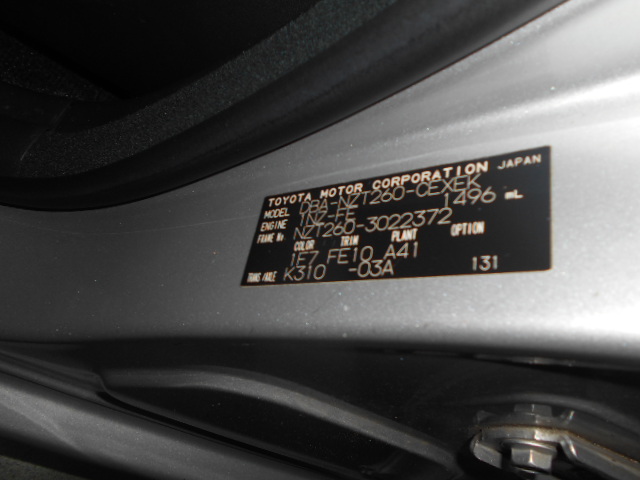 TOYOTA MOTOR CORPORATION JAPAN
MODEL DBA-NZT260-CEXEK
ENGINE 1NZ-FE 1496 mL
FRAME No NZT260-3022372
COLOR TRIM PLANT OPTION
1E7 FE10 A41
TRANS/AXLE K310 -03A 131